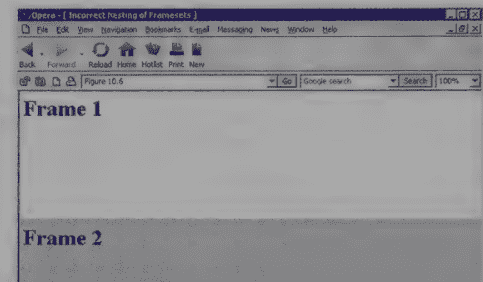 Opera - [ Incorrect Nesting of Framesets ]
File Edit View Navigation Bookmarks E-mail Messaging News Window Help
Back Forward Reload Home Hotlist Print New
Figure 10.6 Go Google search Search 100%
Frame 1
Frame 2